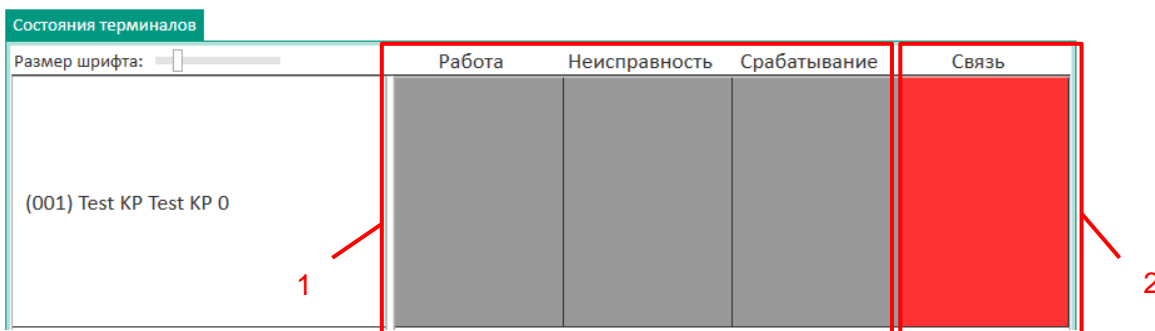 Состояния терминалов
Размер шрифта:
Работа Неисправность Срабатывание Связь
(001) Test KP Test KP 0
1
2